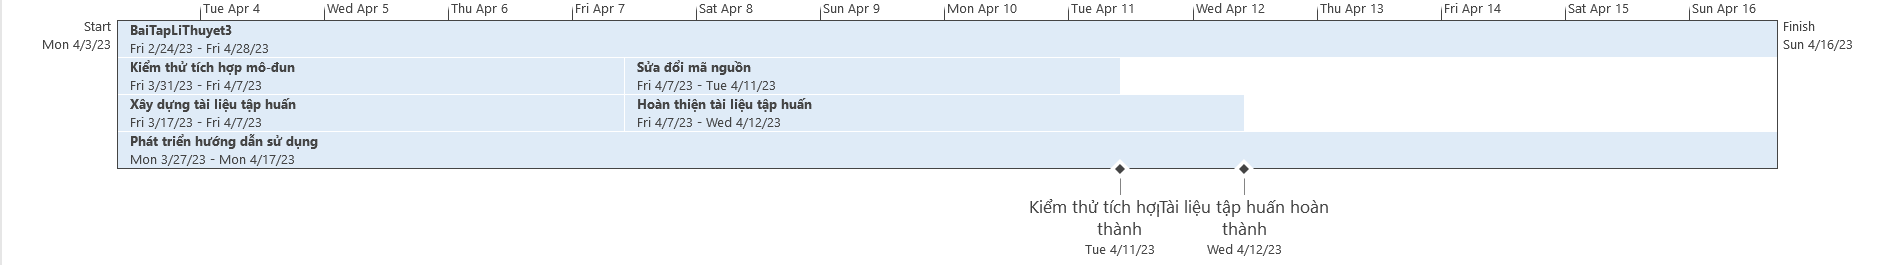 Tue Apr 4 Wed Apr 5 Thu Apr 6 Fri Apr 7 Sat Apr 8 Sun Apr 9 Mon Apr 10 Tue Apr 11 Wed Apr 12 Thu Apr 13 Fri Apr 14 Sat Apr 15 Sun Apr 16
Start
Mon 4/3/23
BaiTapLiThuyet3
Fri 2/24/23 - Fri 4/28/23
Finish
Sun 4/16/23
Kiểm thử tích hợp mô-đun
Fri 3/31/23 - Fri 4/7/23
Sửa đổi mã nguồn
Fri 4/7/23 - Tue 4/11/23
Xây dựng tài liệu tập huấn
Fri 3/17/23 - Fri 4/7/23
Hoàn thiện tài liệu tập huấn
Fri 4/7/23 - Wed 4/12/23
Phát triển hướng dẫn sử dụng
Mon 3/27/23 - Mon 4/17/23
Kiểm thử tích
thành
Tue 4/11/23
Tài liệu tập huấn hoàn
thành
Wed 4/12/23